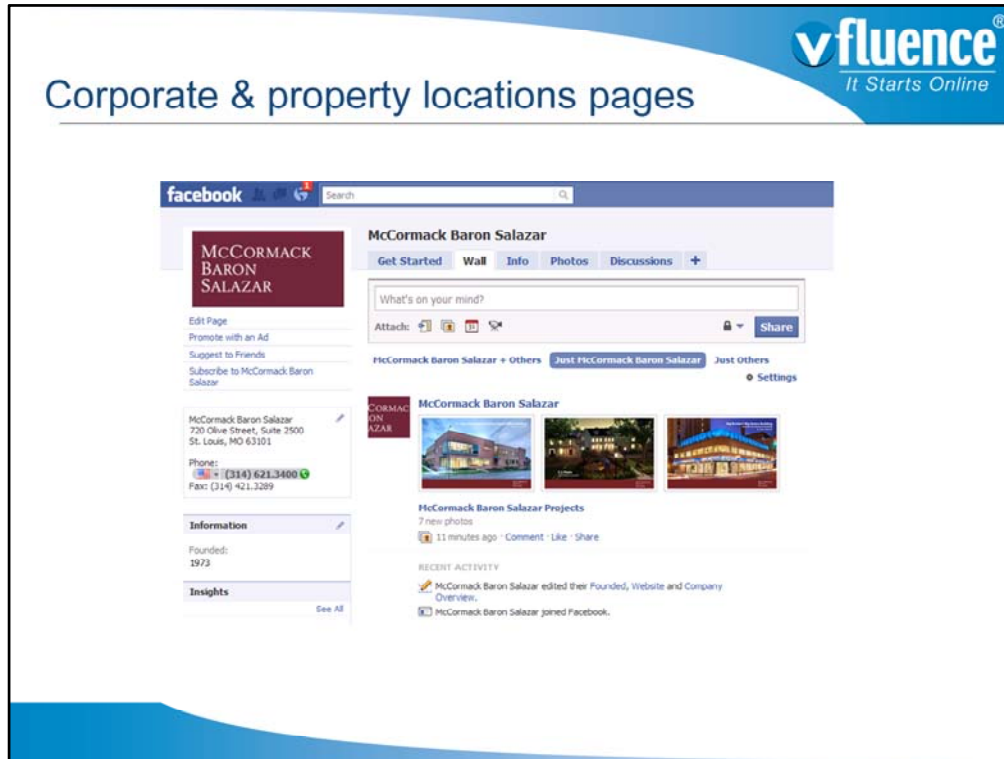 vfluence®
It Starts Online
Corporate & property locations pages
facebook
1
Search
McCORMACK
BARON
SALAZAR
Edit Page
Promote with an Ad
Suggest to Friends
Subscribe to McCormack Baron
Salazar
McCormack Baron Salazar
720 Olive Street, Suite 2500
St. Louis, MO 63101
Phone:
(314) 621.3400
Fax: (314) 421.3289
Information
Founded:
1973
Insights
See All
McCormack Baron Salazar
Get Started Wall Info Photos Discussions +
What's on your mind?
Attach: 31 Share
McCormack Baron Salazar + Others Just McCormack Baron Salazar Just Others
Settings
CORMAC
ON
AZAR
McCormack Baron Salazar
McCormack Baron Salazar Projects
7 new photos
11 minutes ago · Comment · Like · Share
RECENT ACTIVITY
McCormack Baron Salazar edited their Founded, Website and Company
Overview.
McCormack Baron Salazar joined Facebook.